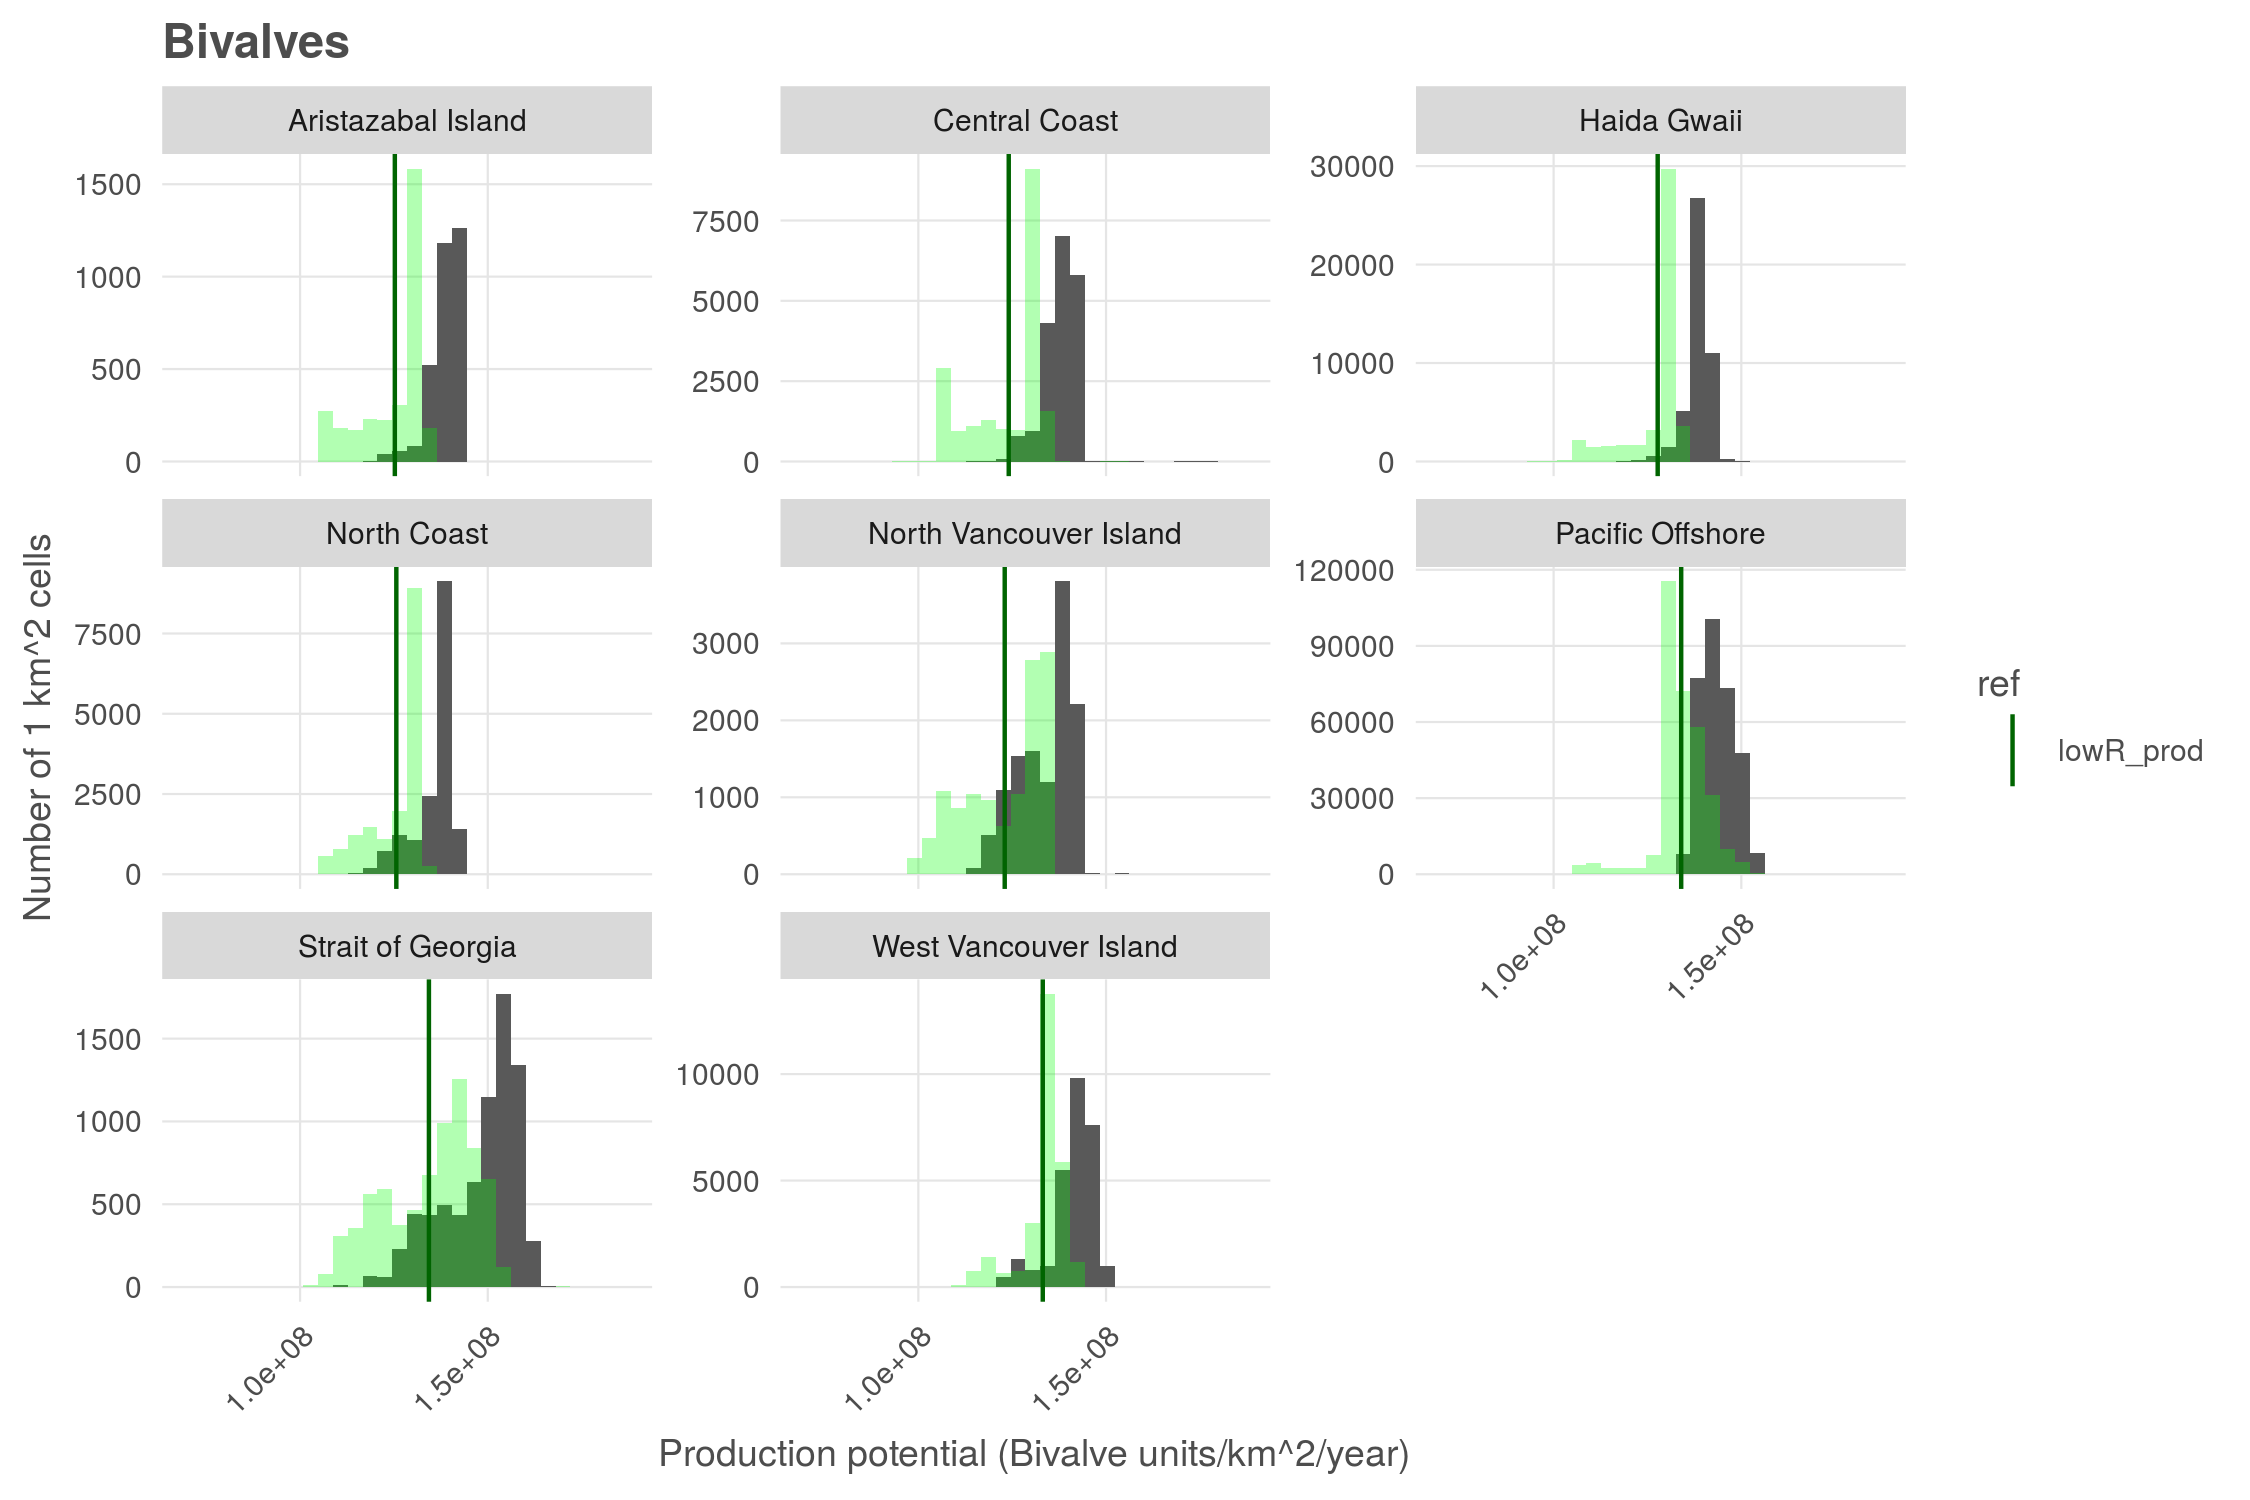 Bivalves
Aristazabal Island
Central Coast
Haida Gwaii
1500
1000
500
0
7500
5000
2500
0
30000
20000
10000
0
North Coast
North Vancouver Island
Pacific Offshore
7500
5000
2500
0
3000
2000
1000
0
120000
90000
60000
30000
0
1.0e+08
1.5e+08
Strait of Georgia
West Vancouver Island
1500
1000
500
0
10000
5000
0
1.0e+08
1.5e+08
1.0e+08
1.5e+08
Number of 1 km^2 cells
Production potential (Bivalve units/km^2/year)
ref
lowR_prod